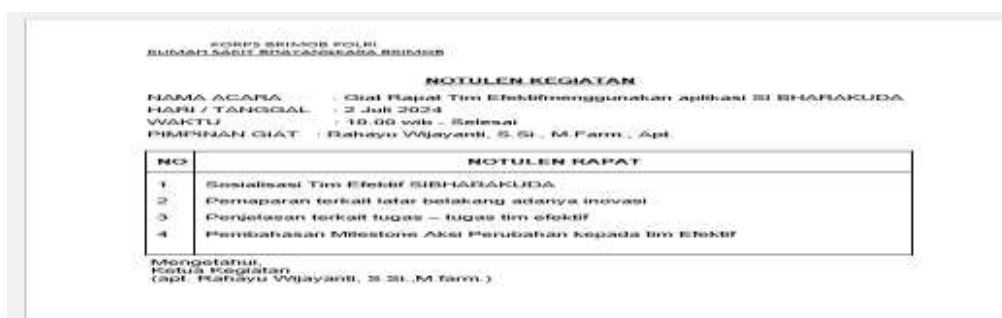 KORPS BRIMOB POLRI
RUMAH SAKIT BHAYANGKARA BRIMOB
NOTULEN KEGIATAN
NAMA ACARA : Giat Rapat Tim Efektifmenggunakan aplikasi SI BHARAKUDA
HARI / TANGGAL : 2 Juli 2024
WAKTU : 10.00 wib - Selesai
PIMPINAN GIAT : Rahayu Wijayanti, S.Si., M.Farm., Apt.
NO NOTULEN RAPAT
1 Sosialisasi Tim Efektif SIBHARAKUDA
2 Pemaparan terkait latar belakang adanya inovasi
3 Penjelasan terkait tugas – tugas tim efektif
4 Pembahasan Milestone Aksi Perubahan kepada tim Efektif
Mengetahui,
Ketua Kegiatan
(apt. Rahayu Wijayanti, S.Si.,M.farm.)